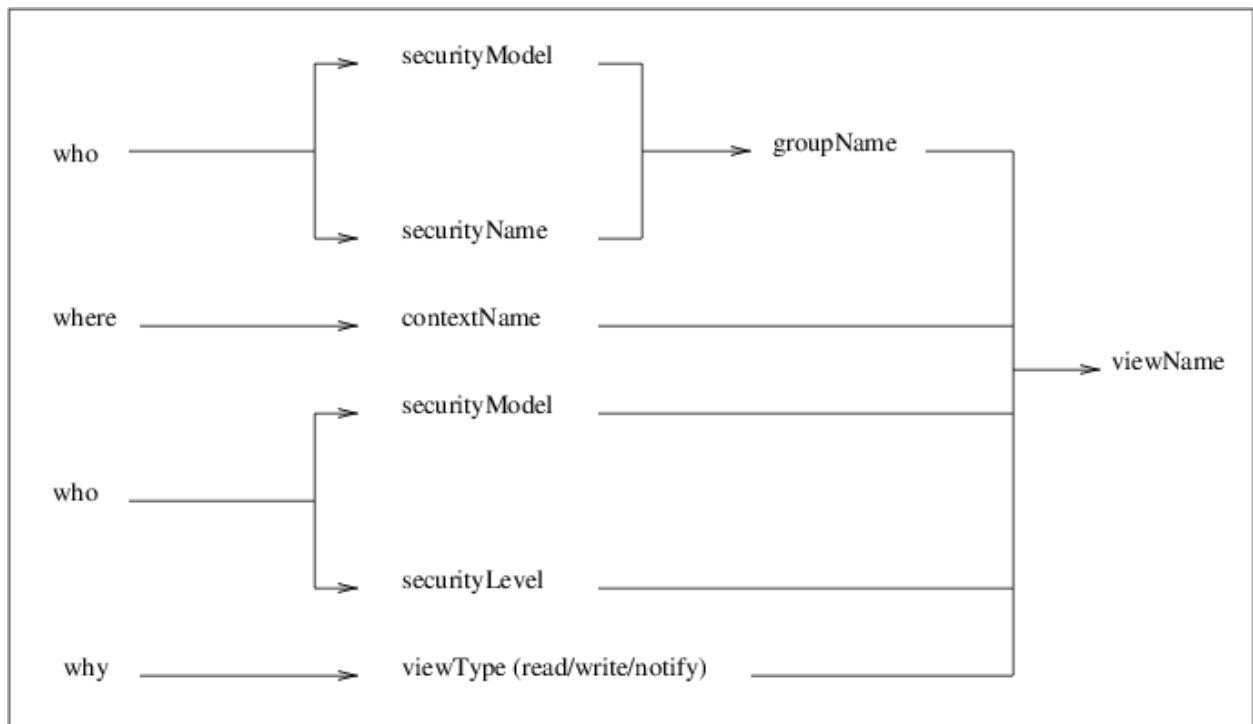 securityModel
who
groupName
securityName
where
contextName
viewName
securityModel
who
securityLevel
why
viewType (read/write/notify)